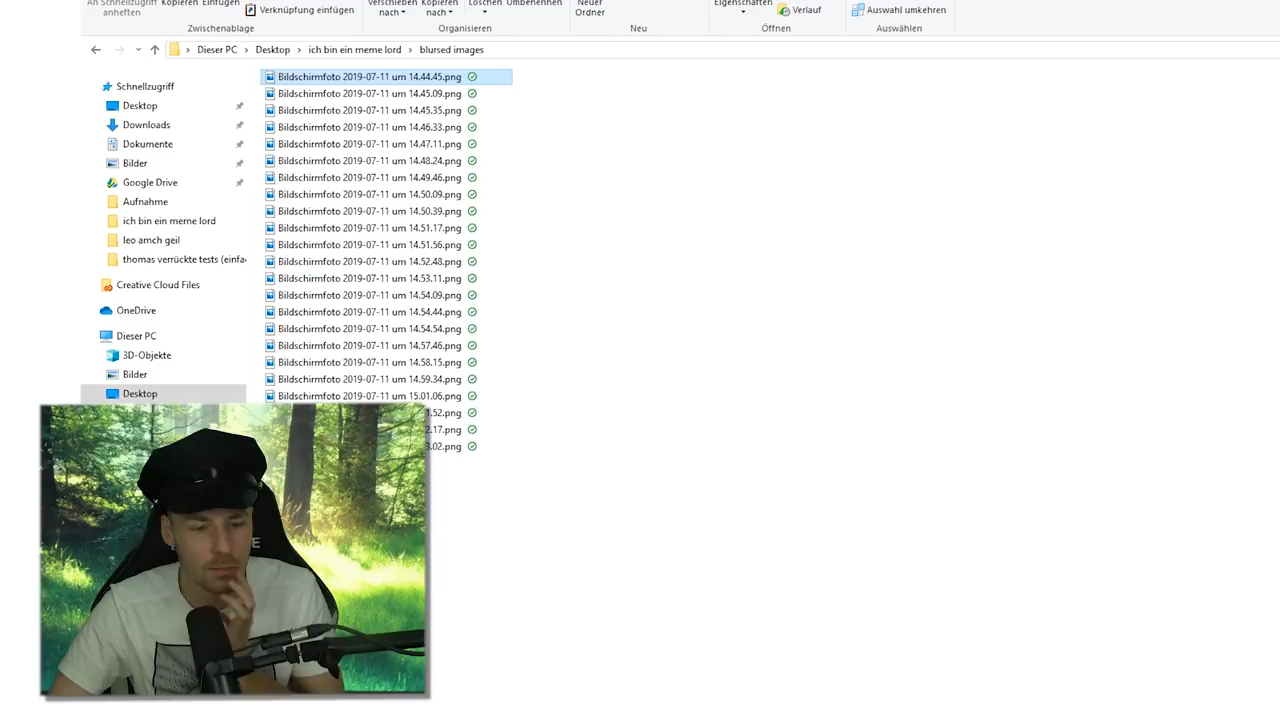 An Schnellzugriff anheften
Kopieren Einfügen
Verknüpfung einfügen
Zwischenablage
Verschieben nach
Kopieren nach
Löschen Umbenennen
Organisieren
Neuer Ordner
Neu
Eigenschaften
Verlauf
Öffnen
Auswahl umkehren
Auswählen
Dieser PC > Desktop > ich bin ein meme lord > blursed images
Schnellzugriff
Desktop
Downloads
Dokumente
Bilder
Google Drive
Aufnahme
ich bin ein meme lord
leo amch geil
thomas verrückte tests (einfa
Creative Cloud Files
OneDrive
Dieser PC
3D-Objekte
Bilder
Desktop
Bildschirmfoto 2019-07-11 um 14.44.45.png
Bildschirmfoto 2019-07-11 um 14.45.09.png
Bildschirmfoto 2019-07-11 um 14.45.35.png
Bildschirmfoto 2019-07-11 um 14.46.33.png
Bildschirmfoto 2019-07-11 um 14.47.11.png
Bildschirmfoto 2019-07-11 um 14.48.24.png
Bildschirmfoto 2019-07-11 um 14.49.46.png
Bildschirmfoto 2019-07-11 um 14.50.09.png
Bildschirmfoto 2019-07-11 um 14.50.39.png
Bildschirmfoto 2019-07-11 um 14.51.17.png
Bildschirmfoto 2019-07-11 um 14.51.56.png
Bildschirmfoto 2019-07-11 um 14.52.48.png
Bildschirmfoto 2019-07-11 um 14.53.11.png
Bildschirmfoto 2019-07-11 um 14.54.09.png
Bildschirmfoto 2019-07-11 um 14.54.44.png
Bildschirmfoto 2019-07-11 um 14.54.54.png
Bildschirmfoto 2019-07-11 um 14.57.46.png
Bildschirmfoto 2019-07-11 um 14.58.15.png
Bildschirmfoto 2019-07-11 um 14.59.34.png
Bildschirmfoto 2019-07-11 um 15.01.06.png
1.52.png
2.17.png
3.02.png
E